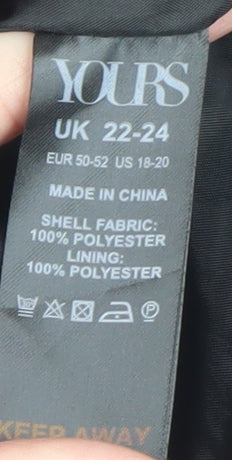 YOURS
UK 22-24
EUR 50-52 US 18-20
MADE IN CHINA
SHELL FABRIC:
100% POLYESTER
LINING:
100% POLYESTER
KEEP AWAY